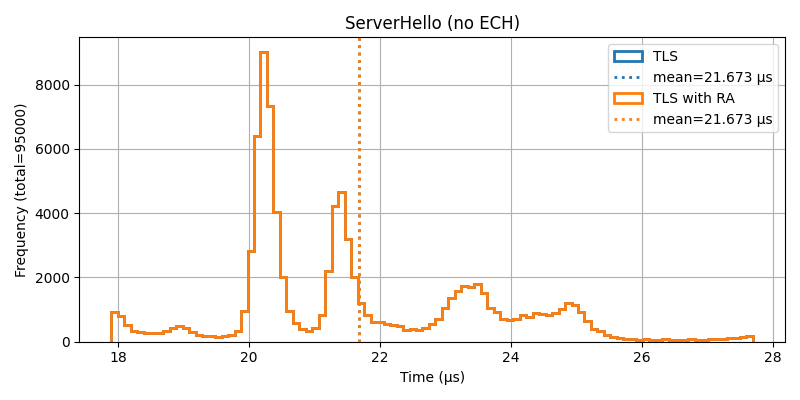 ServerHello (no ECH)
TLS
mean=21.673 μs
TLS with RA
mean=21.673 μs
Frequency (total=95000)
8000
6000
4000
2000
0
18
20
22
24
26
28
Time (μs)